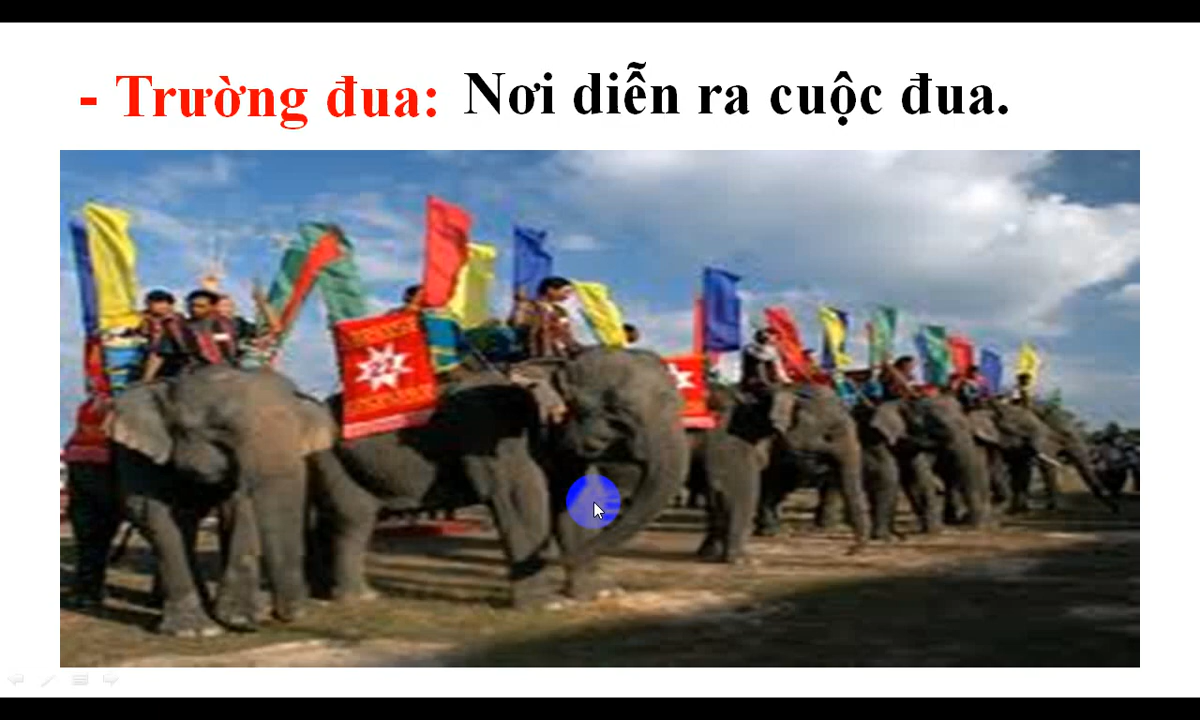 - Trường đua: Nơi diễn ra cuộc đua.